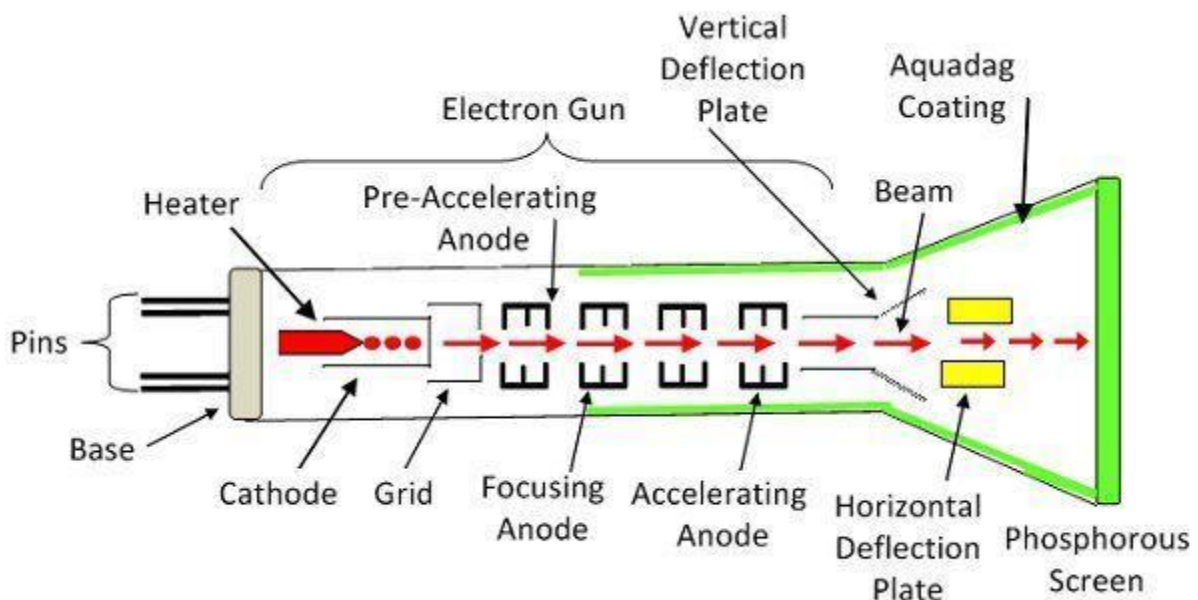 Vertical
Deflection
Plate
Aquadag
Coating
Electron Gun
Heater
Pre-Accelerating
Anode
Beam
Pins
Base
Cathode
Grid
Focusing
Anode
Accelerating
Anode
Horizontal
Deflection
Plate
Phosphorous
Screen